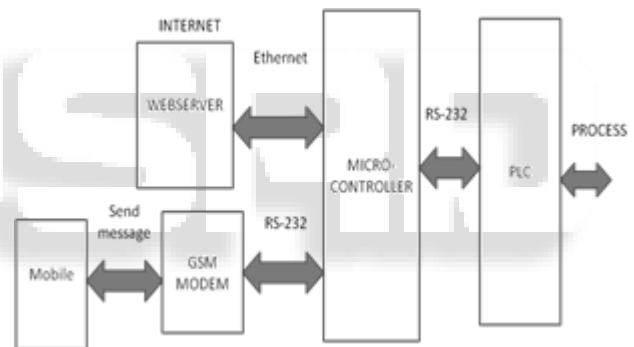 INTERNET
WEBSERVER
Ethernet
MICRO-
CONTROLLER
RS-232
PLC
PROCESS
Send
message
RS-232
Mobile
GSM
MODEM